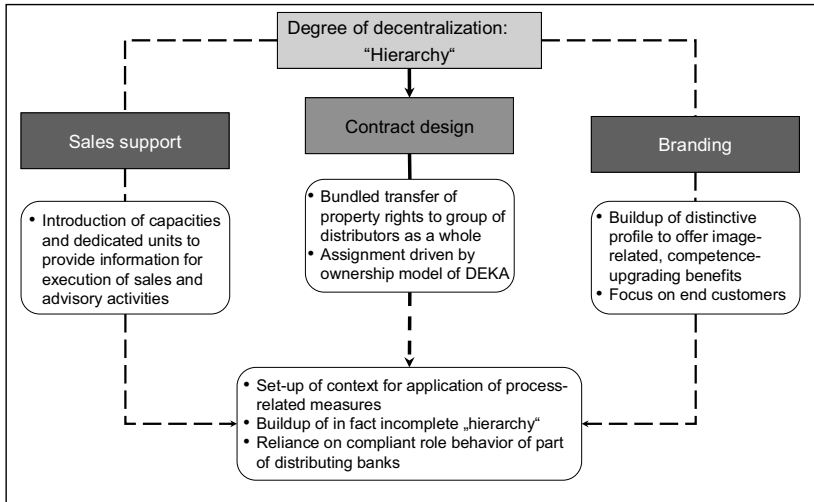 Degree of decentralization:
“Hierarchy“
Sales support
Contract design
Branding
• Introduction of capacities
and dedicated units to
provide information for
execution of sales and
advisory activities
• Bundled transfer of
property rights to group of
distributors as a whole
• Assignment driven by
ownership model of DEKA
• Buildup of distinctive
profile to offer image-
related, competence-
upgrading benefits
• Focus on end customers
• Set-up of context for application of process-
related measures
• Buildup of in fact incomplete „hierarchy“
• Reliance on compliant role behavior of part
of distributing banks